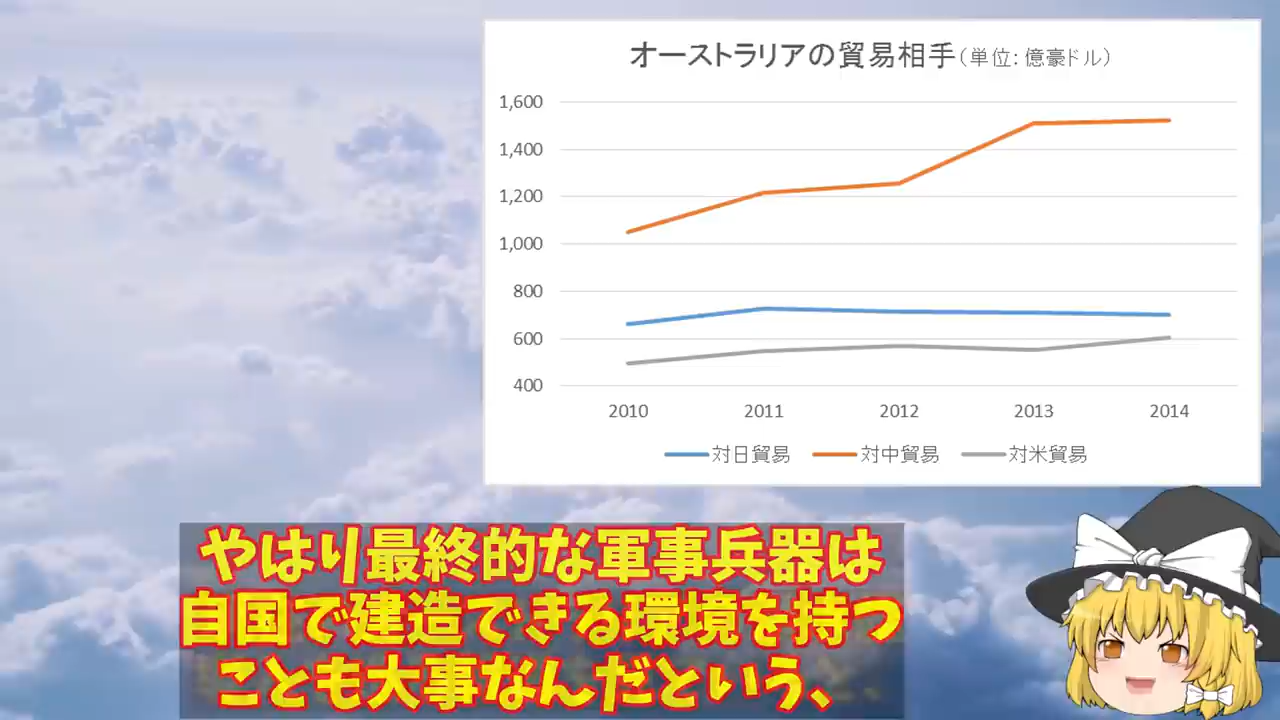 オーストラリアの貿易相手(単位:億豪ドル)
1,600
1,400
1,200
1,000
800
600
400
2010 2011 2012 2013 2014
対日貿易 対中貿易 対米貿易
やはり最終的な軍事兵器は
自国で建造できる環境を持つ
ことも大事なんだという、